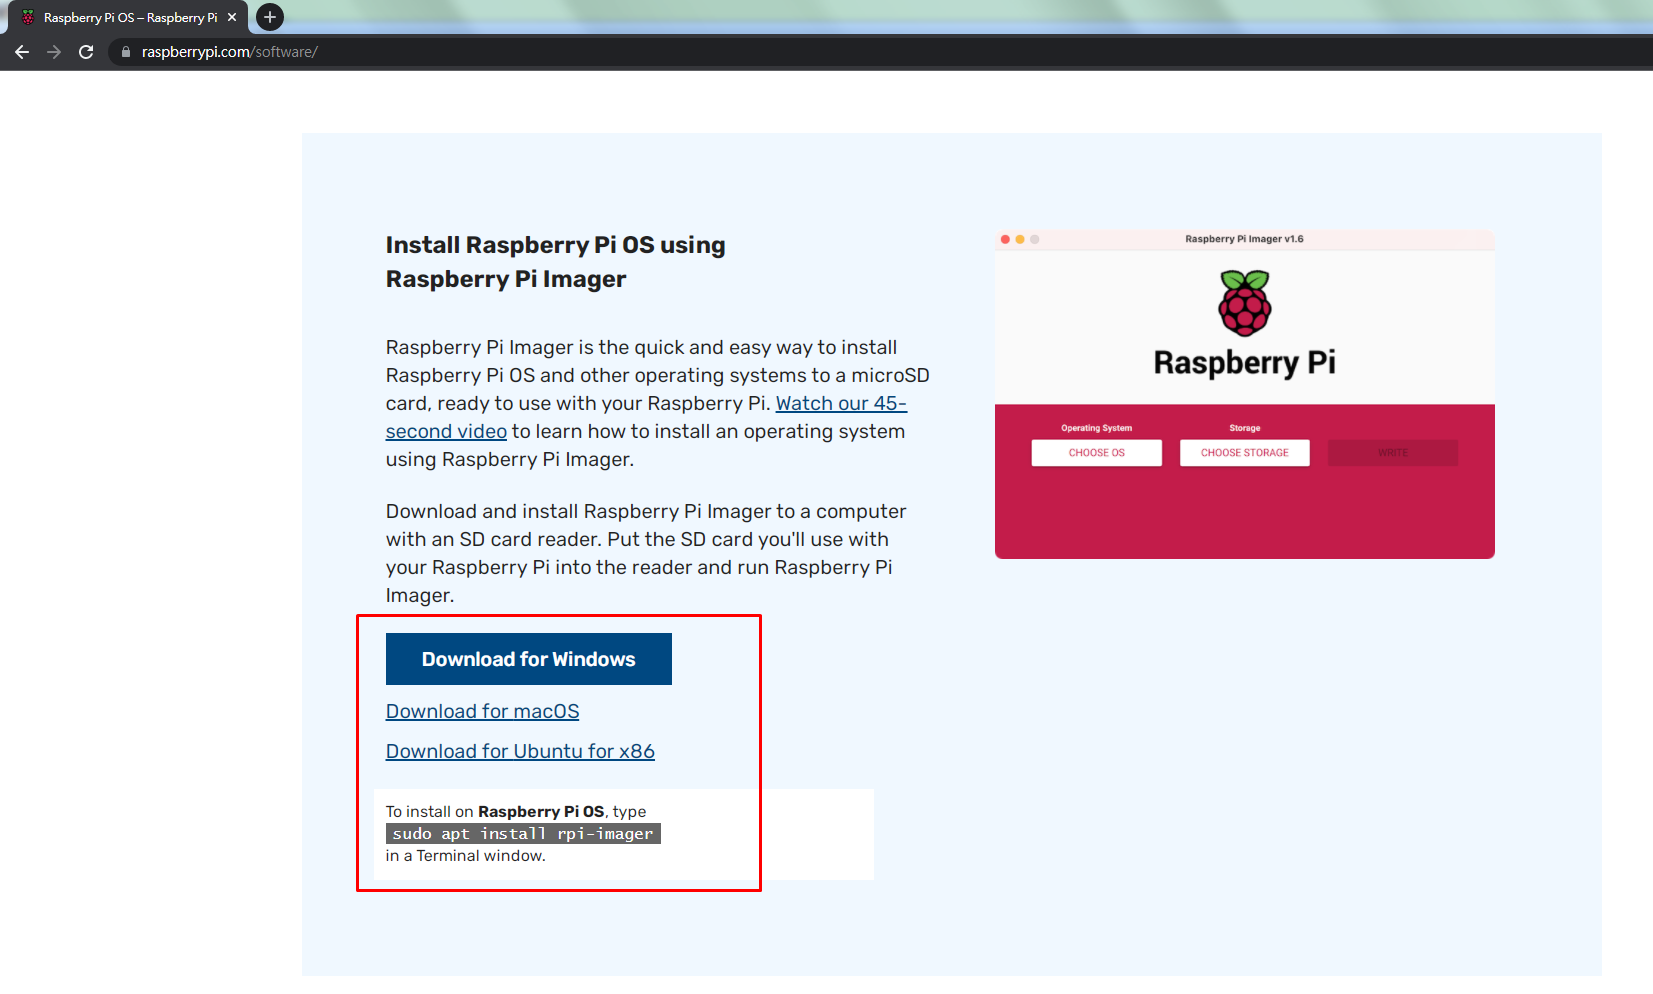 Raspberry Pi OS – Raspberry Pi
raspberrypi.com/software/
Install Raspberry Pi OS using
Raspberry Pi Imager
Raspberry Pi Imager is the quick and easy way to install
Raspberry Pi OS and other operating systems to a microSD
card, ready to use with your Raspberry Pi. Watch our 45-
second video to learn how to install an operating system
using Raspberry Pi Imager.
Download and install Raspberry Pi Imager to a computer
with an SD card reader. Put the SD card you'll use with
your Raspberry Pi into the reader and run Raspberry Pi
Imager.
Download for Windows
Download for macOS
Download for Ubuntu for x86
To install on Raspberry Pi OS, type
sudo apt install rpi-imager
in a Terminal window.
Raspberry Pi Imager v1.6
Raspberry Pi
Operating System
Storage
CHOOSE OS
CHOOSE STORAGE
WRITE